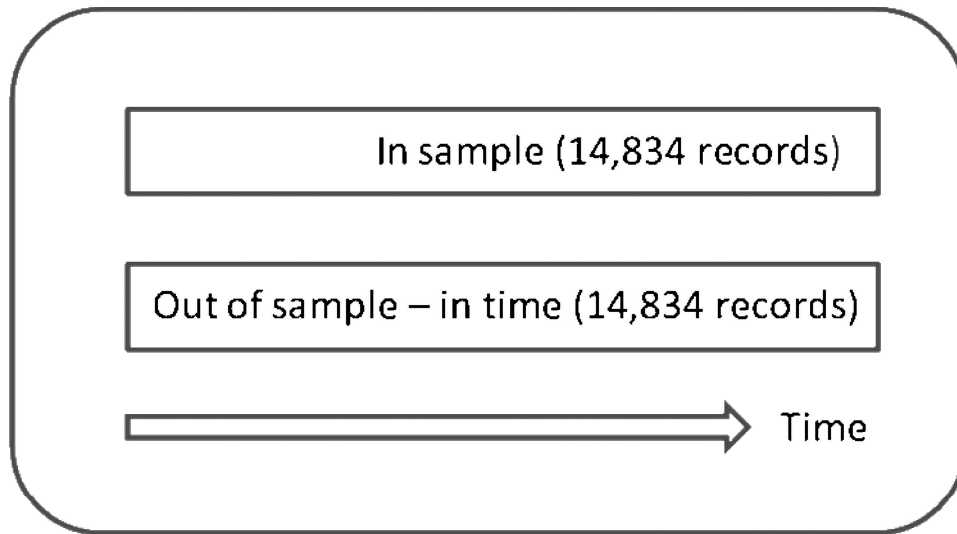 In sample (14,834 records)
Out of sample – in time (14,834 records)
Time